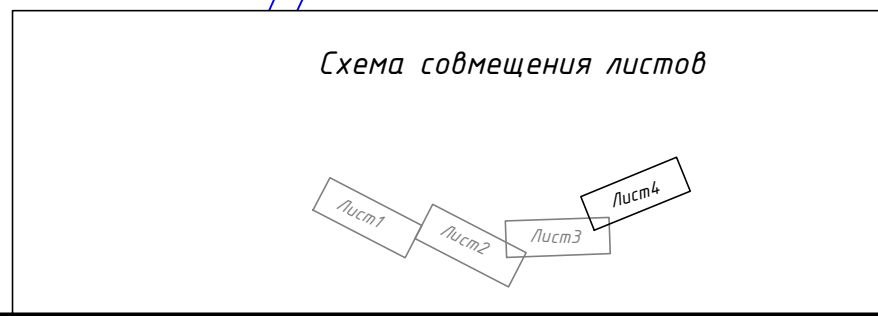 Схема совмещения листов
Лист1
Лист2
Лист3
Лист4